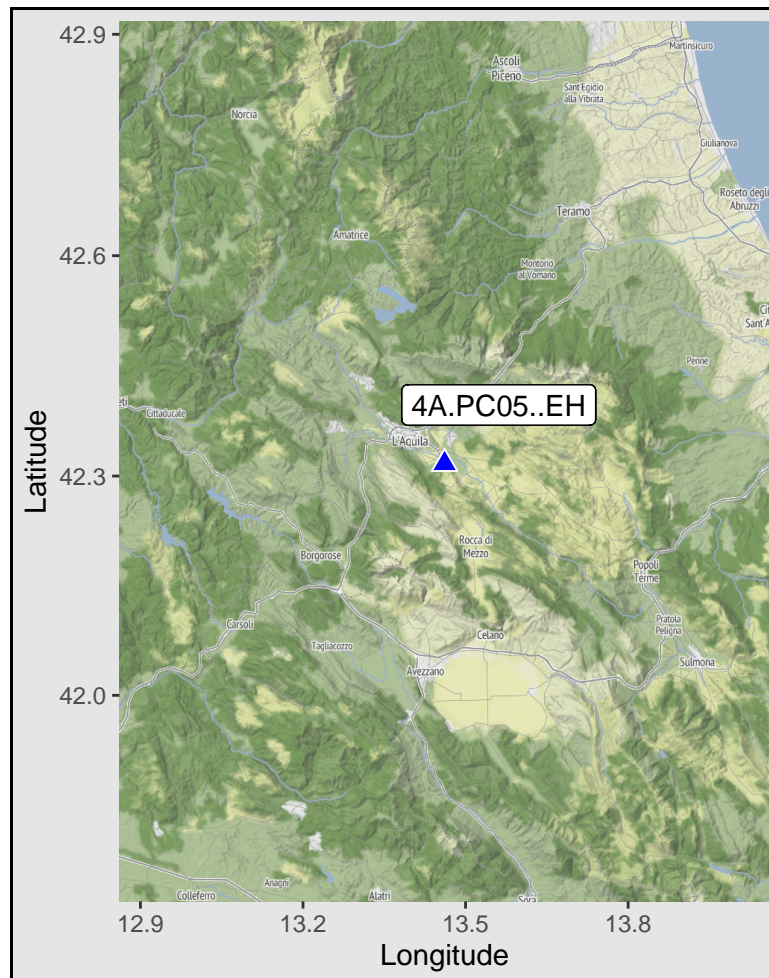 42.9
Martinsicuro
Ascoli
Piceno
Sant'Egidio
alla Vibrata
Norcia
Giulianova
Roseto degli
Abruzzi
Teramo
Amatrice
42.6
Montorio
al Vomano
Cit
Sant'A
Penne
4A.PC05..EH
eti
Cittaducale
L'Aquila
Latitude
42.3
Rocca di
Mezzo
Borgorose
Popoli
Terme
Carsoli
Pratola
Peligna
Celano
Tagliacozzo
Sulmona
Avezzano
42.0
Anagni
Colleferro
Alatri
Sora
12.9
13.2
13.5
13.8
Longitude